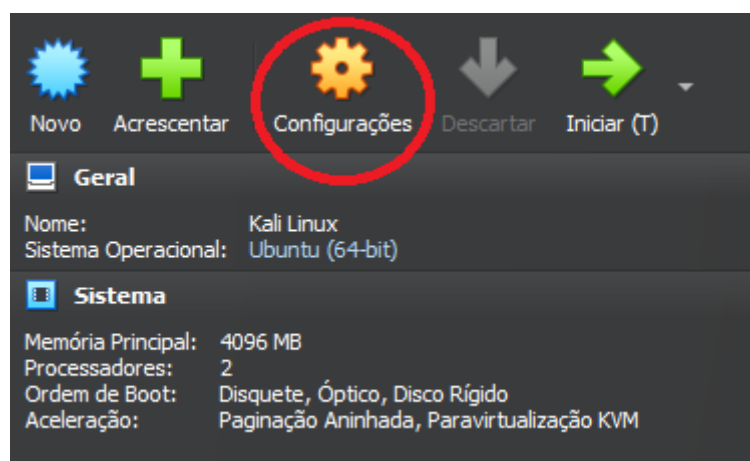 Novo Acrescentar Configurações Descartar Iniciar (T)
Geral
Nome: Kali Linux
Sistema Operacional: Ubuntu (64-bit)
Sistema
Memória Principal: 4096 MB
Processadores: 2
Ordem de Boot: Disquete, Óptico, Disco Rígido
Aceleração: Paginação Aninhada, Paravirtualização KVM